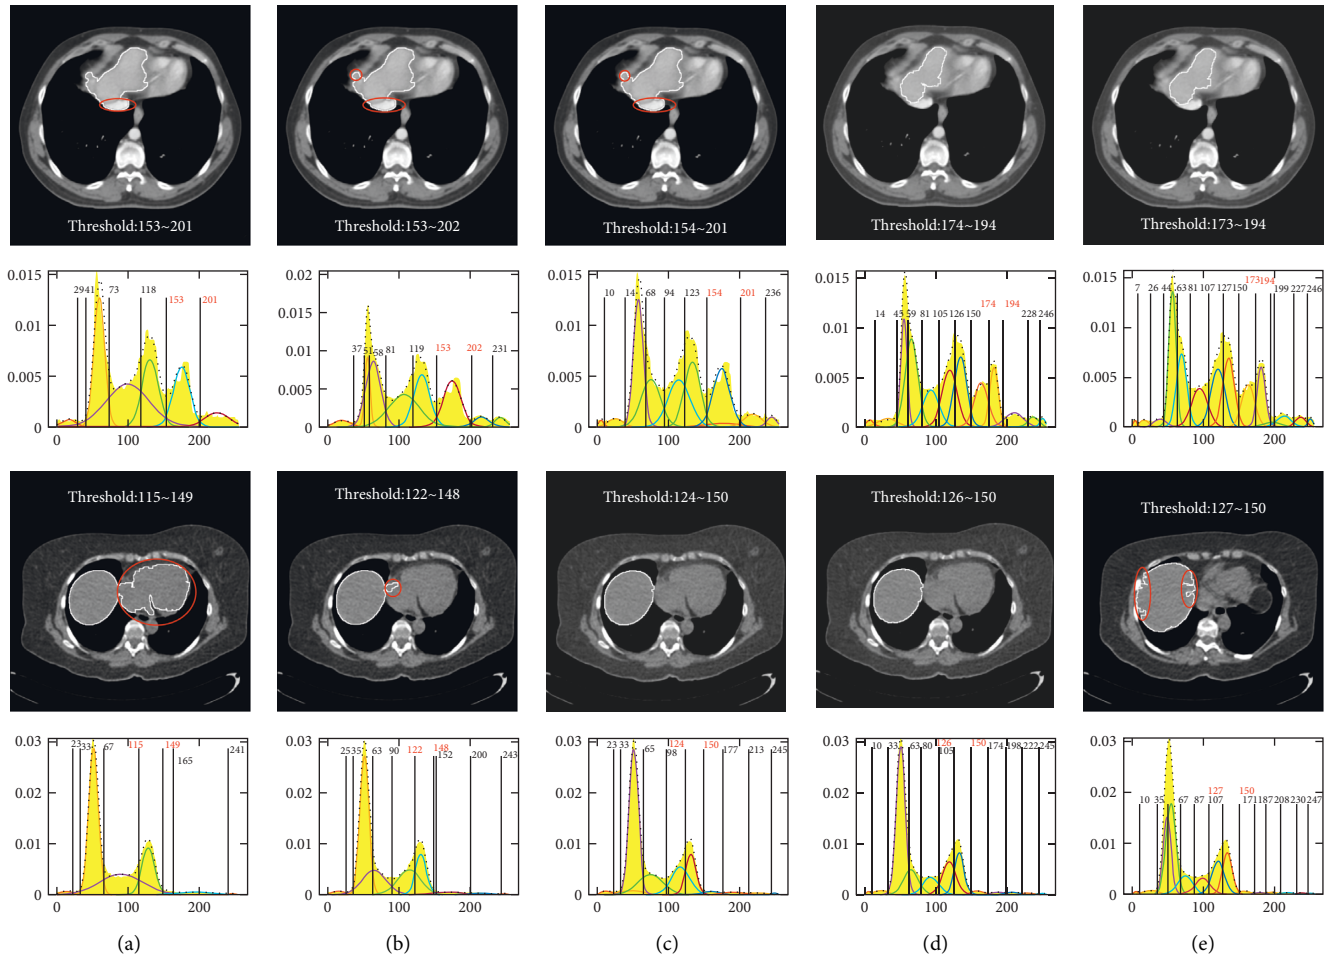 Threshold:153~201
Threshold:153~202
Threshold:154~201
Threshold:174~194
Threshold:173~194
0.015
0.01
0.005
0
29 41 73 118 153 201
0 100 200
0.02
0.015
0.01
0.005
0
37 51 58 81 119 153 202 231
0 100 200
0.015
0.01
0.005
0
10 14 68 94 123 154 201 236
0 100 200
0.015
0.01
0.005
0
174 194
14 45 59 81 105 126 150 228 246
0 100 200
0.015
0.01
0.005
0
173 194
7 26 44 63 81 107 127 150 199 227 246
0 100 200
Threshold:115~149
Threshold:122~148
Threshold:124~150
Threshold:126~150
Threshold:127~150
0.03
0.02
0.01
0
23 33 67 115 149 241
165
0 100 200
0.03
0.02
0.01
0
25 35 63 90 122 148
152 200 243
0 100 200
0.03
0.02
0.01
0
23 33 65 124 150 177 213 245
98
0 100 200
0.03
0.02
0.01
0
10 33 63 80 126 150 174 198 222 245
105
0 100 200
0.03
0.02
0.01
0
127 150
10 35 67 87 107 171 187 208 230 247
0 100 200
(a) (b) (c) (d) (e)